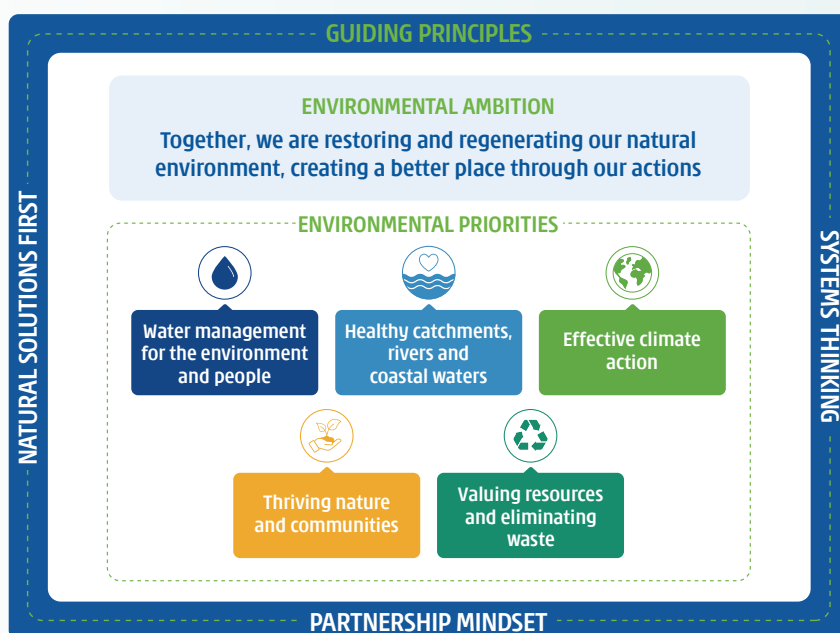 GUIDING PRINCIPLES
ENVIRONMENTAL AMBITION
Together, we are restoring and regenerating our natural
environment, creating a better place through our actions
NATURAL SOLUTIONS FIRST
SYSTEMS THINKING
ENVIRONMENTAL PRIORITIES
Water management
for the environment
and people
Healthy catchments,
rivers and
coastal waters
Effective climate
action
Thriving nature
and communities
Valuing resources
and eliminating
waste
PARTNERSHIP MINDSET